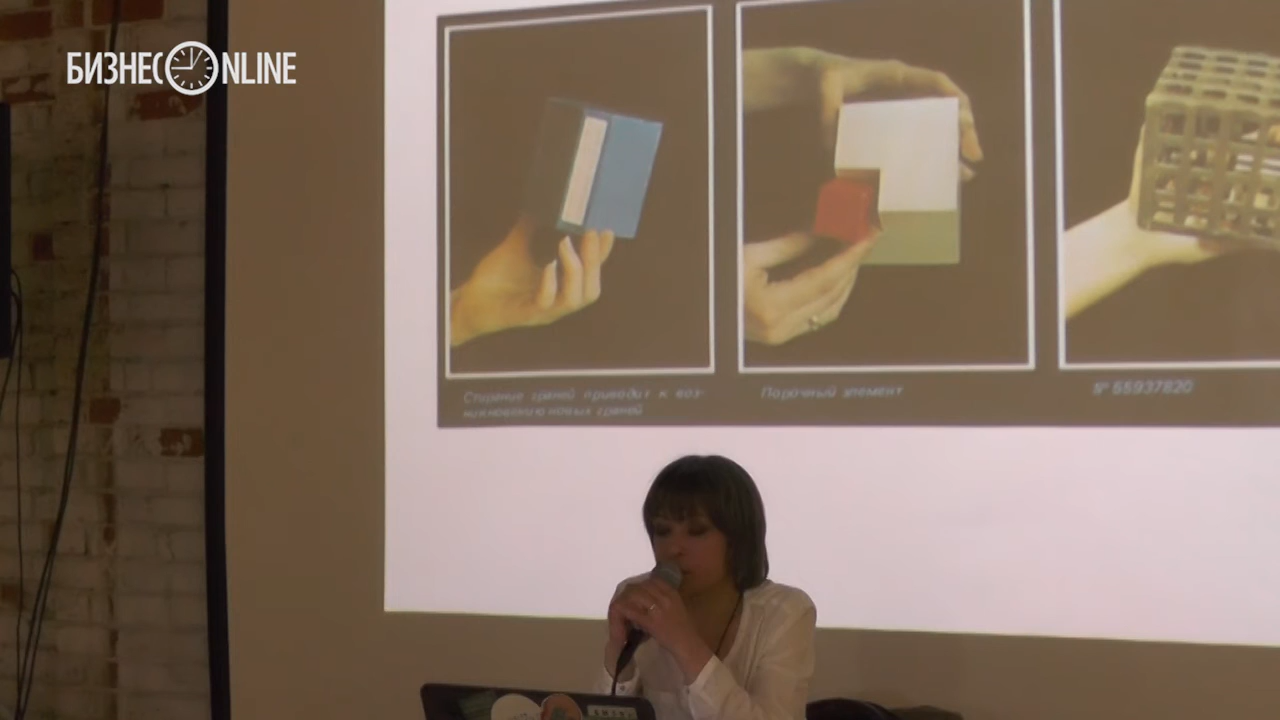 БИЗНЕС ONLINE
Стирание граней приводит к воз-
никновению новых граней
Порочный элемент
№ 55937820